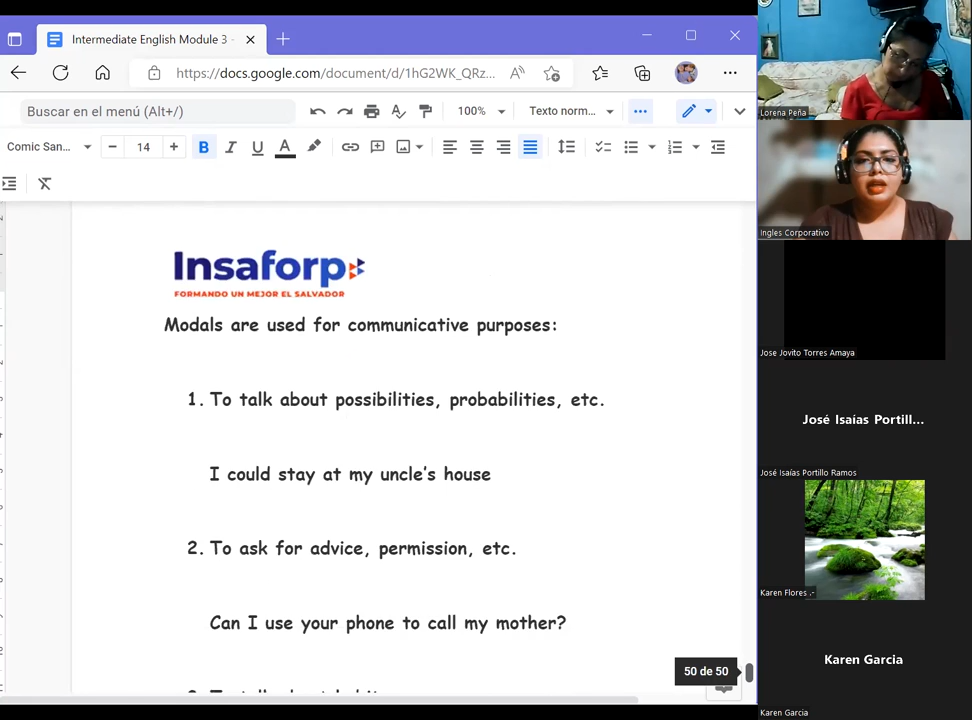 Intermediate English Module 3 -
https://docs.google.com/document/d/1hG2WK_QRz...
Buscar en el menú (Alt+/)
100%
Texto norm...
Comic San...
14
Insaforp
FORMANDO UN MEJOR EL SALVADOR
Modals are used for communicative purposes:
1. To talk about possibilities, probabilities, etc.
I could stay at my uncle's house
2. To ask for advice, permission, etc.
Can I use your phone to call my mother?
50 de 50
Lorena Peña
Ingles Corporativo
Jose Jovito Torres Amaya
José Isaías Portill...
José Isaías Portillo Ramos
Karen Flores .-
Karen Garcia
Karen Garcia